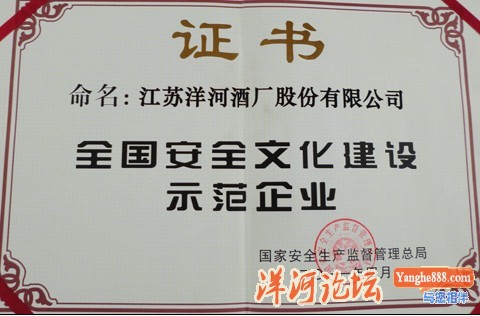 证书
命名：江苏洋河酒厂股份有限公司
全国安全文化建设
示范企业
国家安全生产监督管理总局
洋河论坛
Yanghe888.com